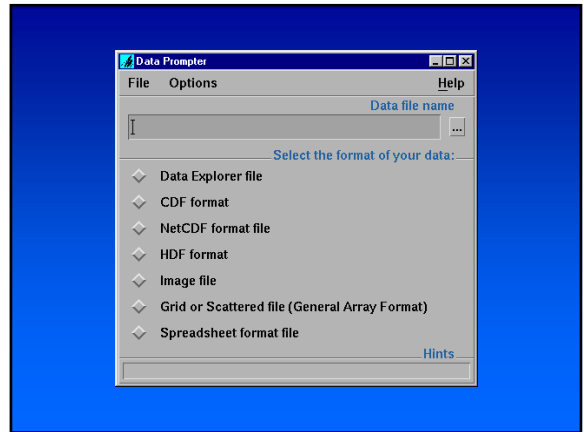 Data Prompter
File Options Help
Data file name
...
Select the format of your data:
Data Explorer file
CDF format
NetCDF format file
HDF format
Image file
Grid or Scattered file (General Array Format)
Spreadsheet format file
Hints